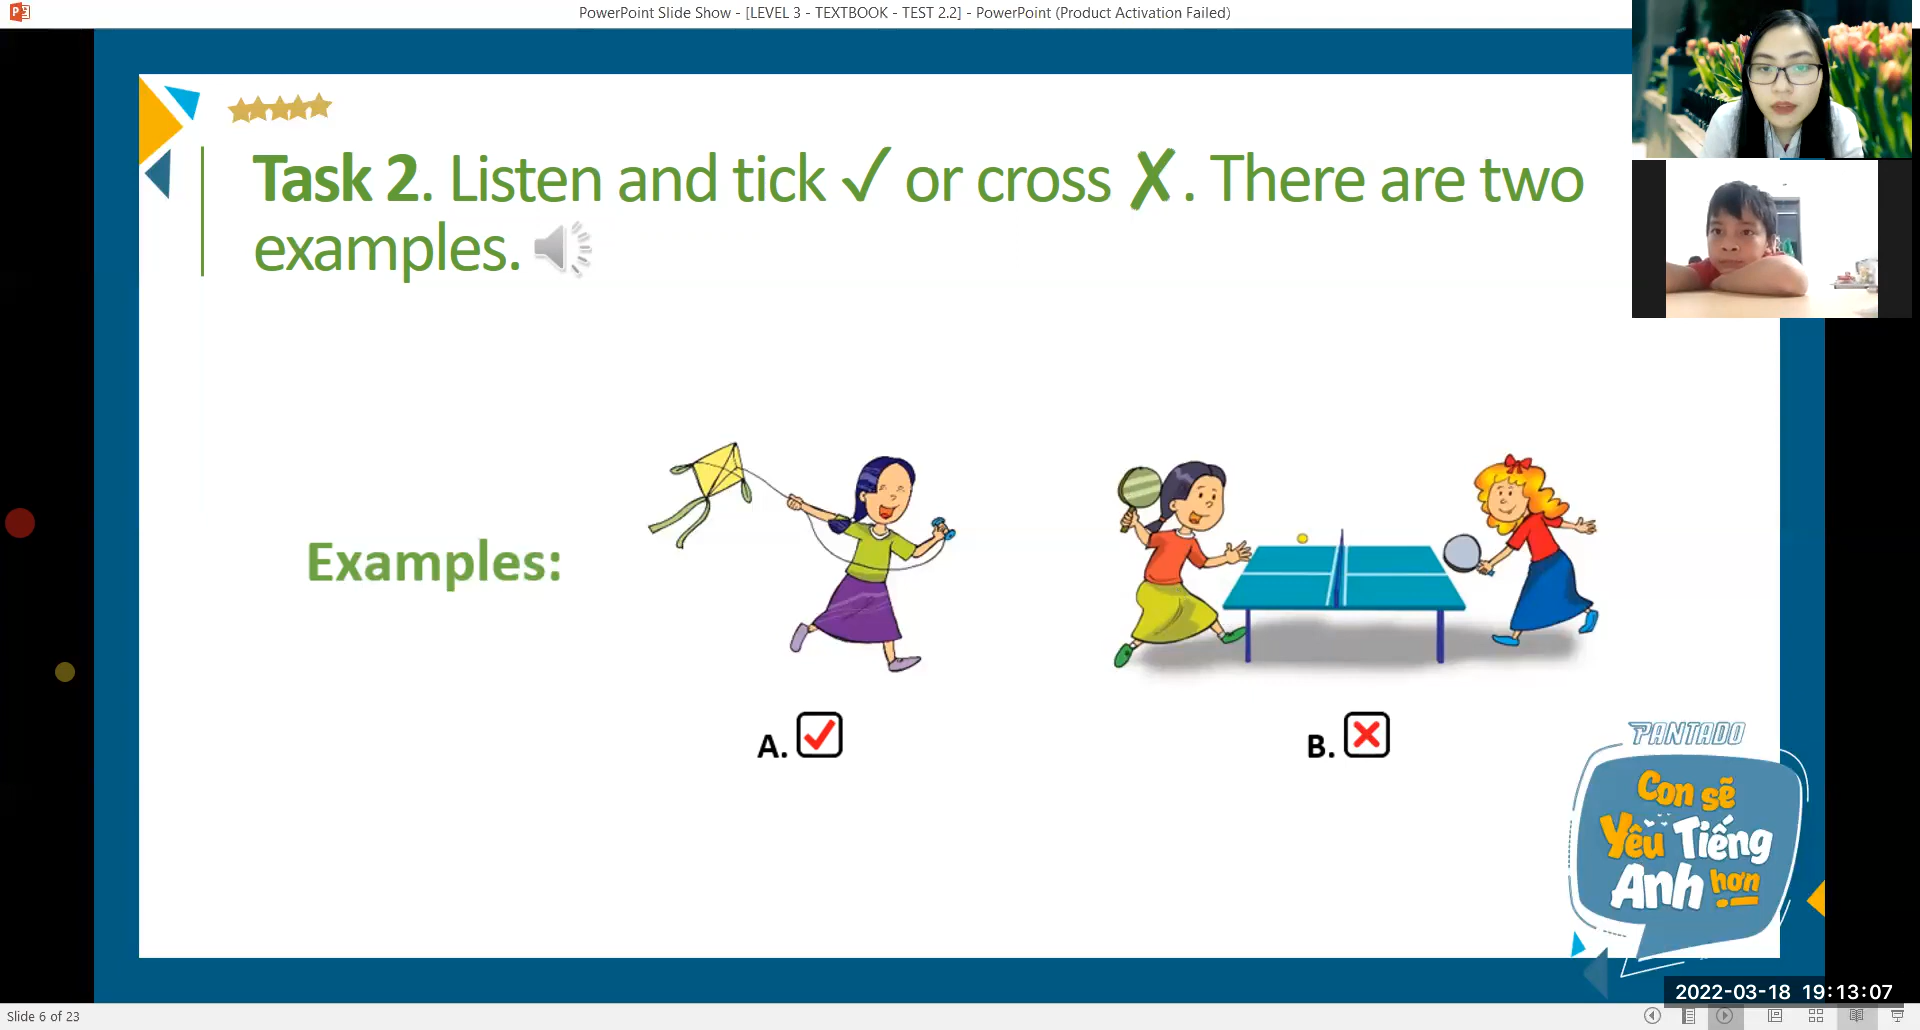 PowerPoint Slide Show - [LEVEL 3 - TEXTBOOK - TEST 2.2] - PowerPoint (Product Activation Failed)
Task 2. Listen and tick ✓ or cross ✗. There are two
examples.
Examples:
A.
B.
PANTADO
Con sẽ
Yêu Tiếng
Anh hơn
2022-03-18 19:13:07
Slide 6 of 23